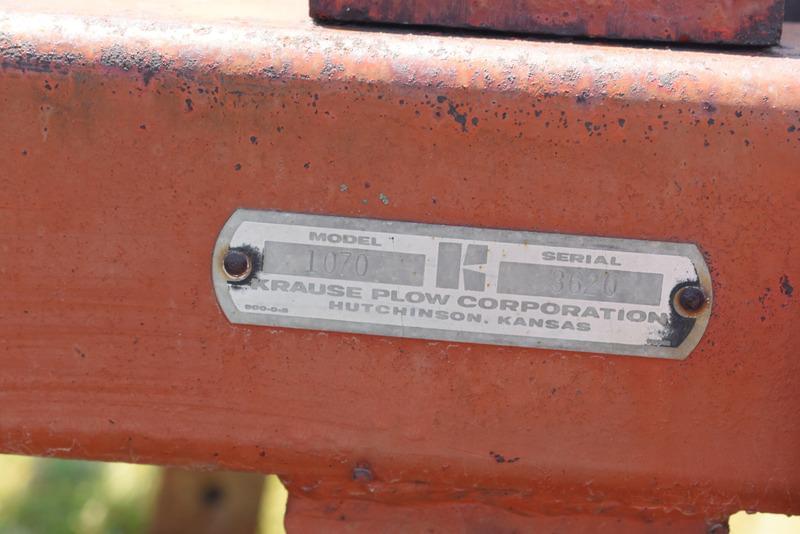 MODEL K SERIAL
1070 3620
KRAUSE PLOW CORPORATION
HUTCHINSON, KANSAS